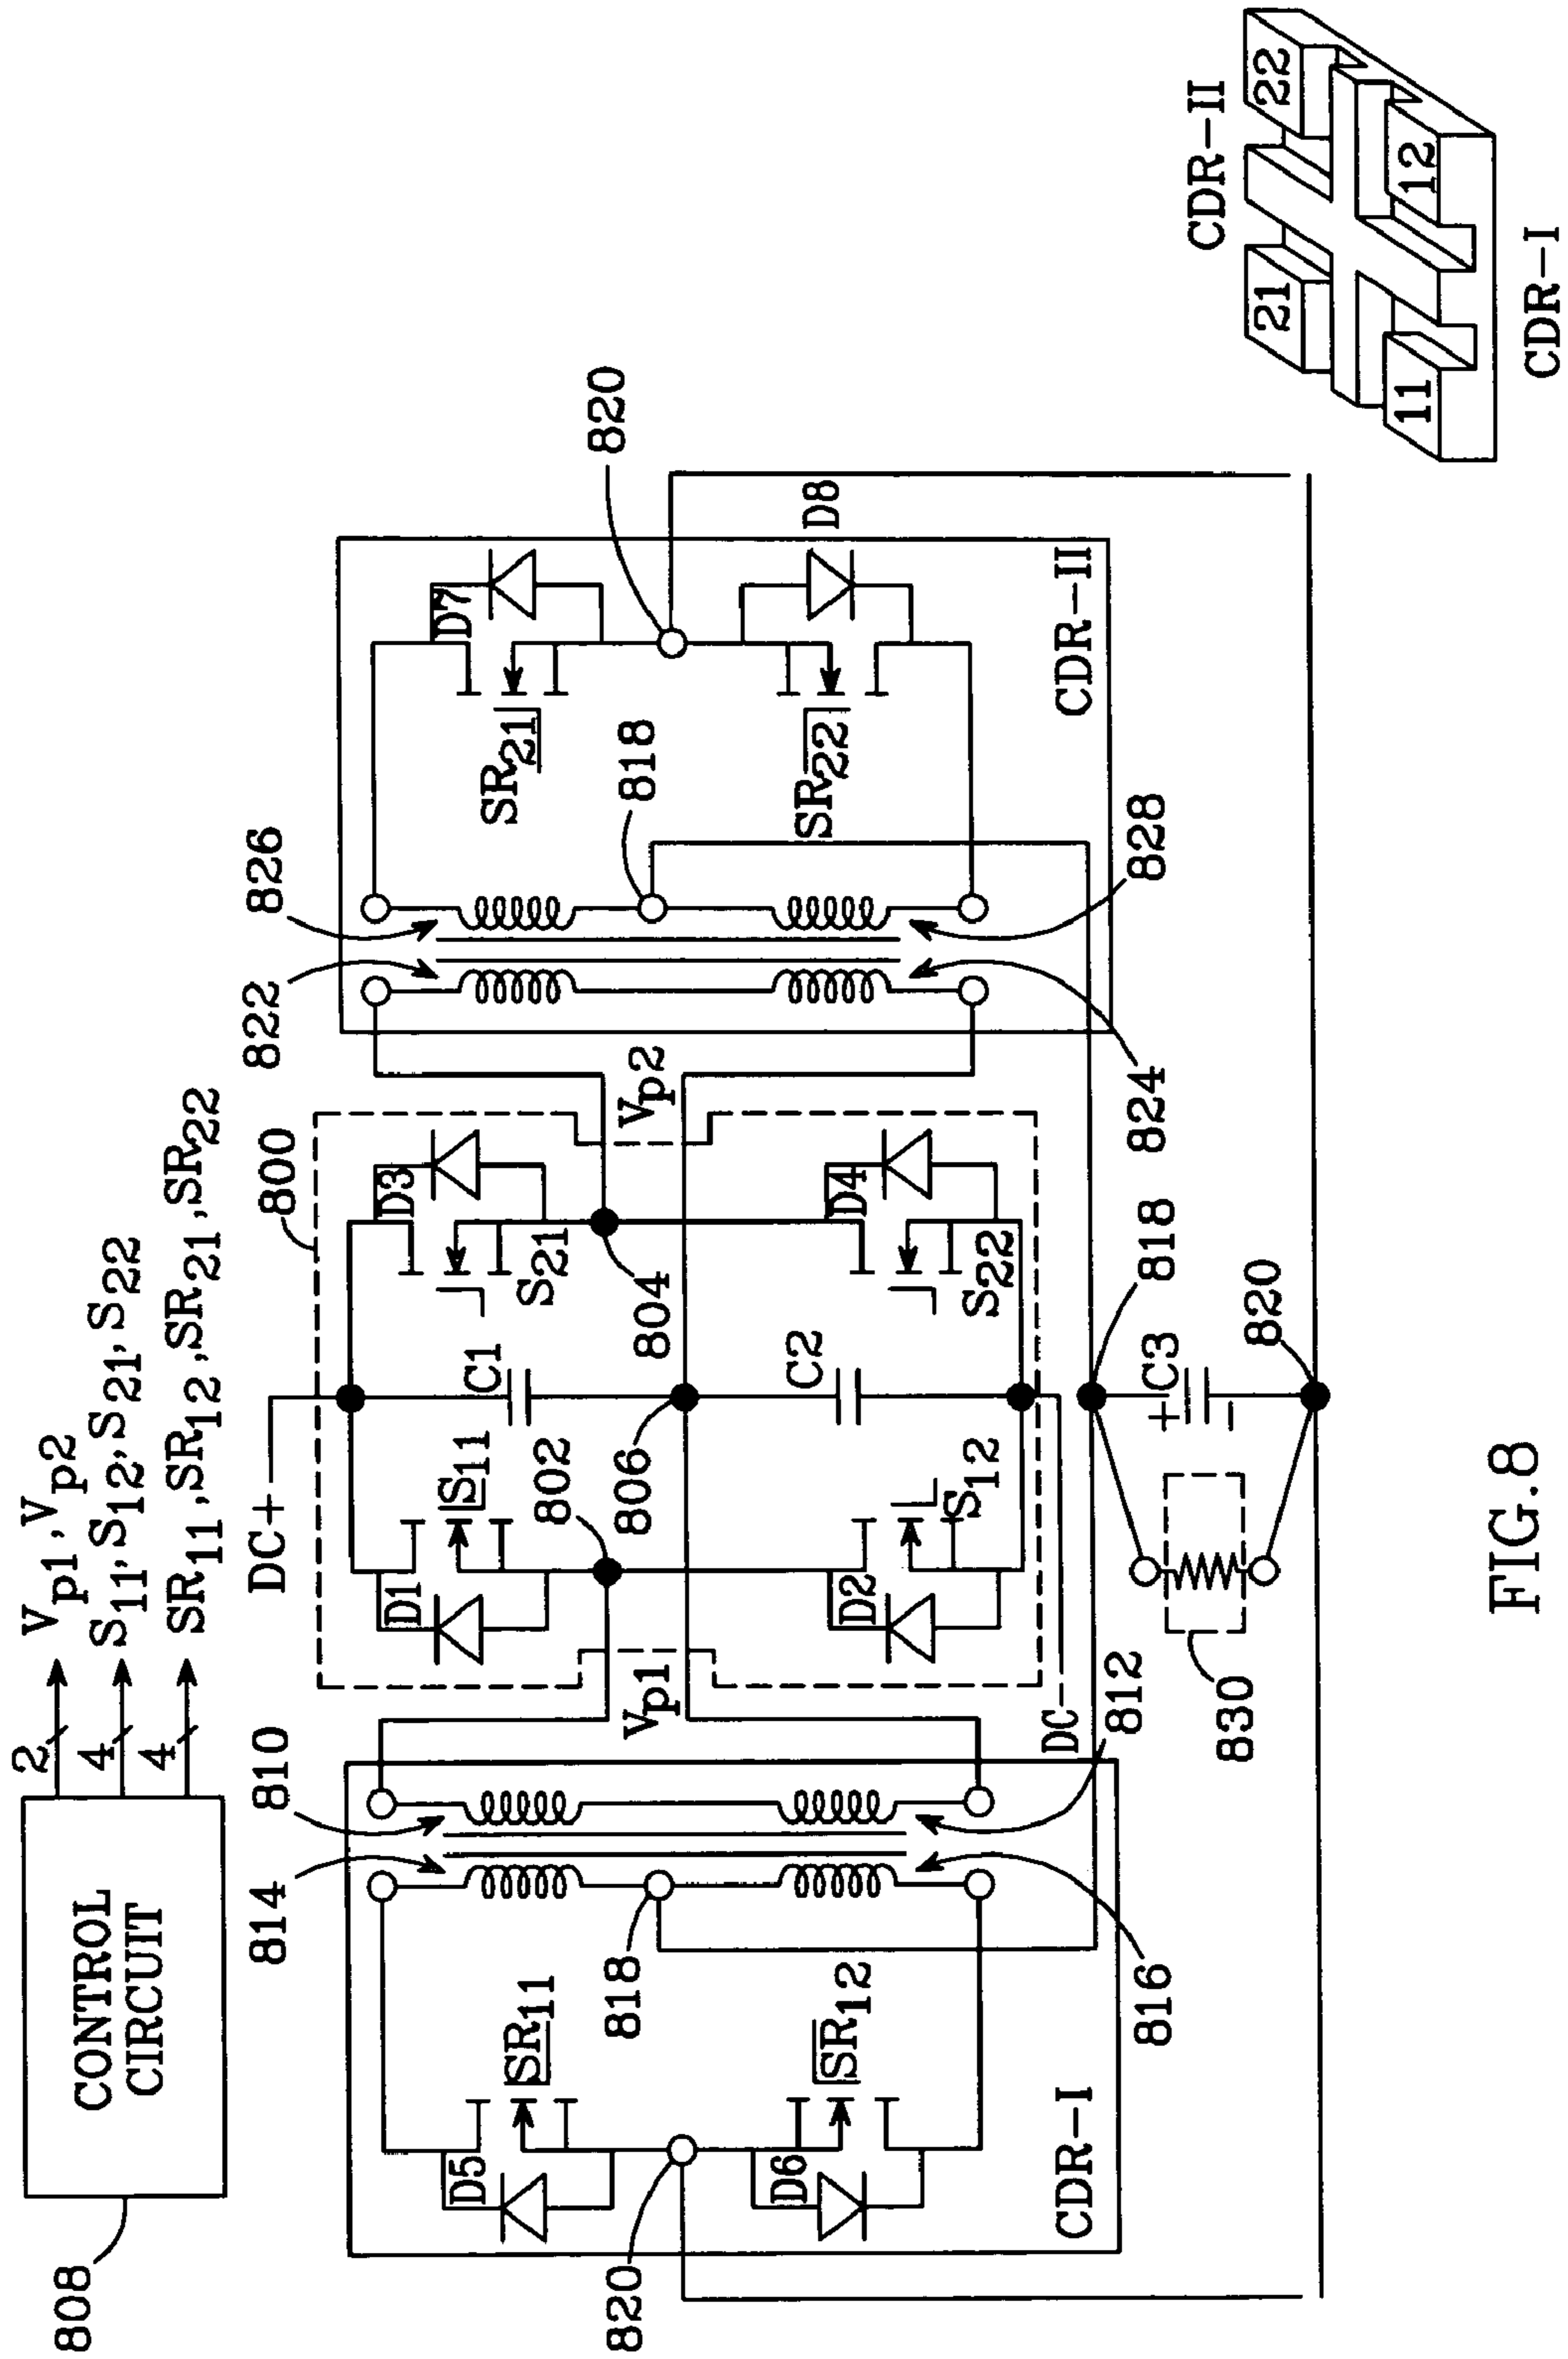 CONTROL
CIRCUIT
808
2
4
4
Vp1, Vp2
S11, S12, S21, S22
SR11, SR12, SR21, SR22
814
810
DC+
800
822
826
820
D5
SR11
818
D6
SR12
CDR-I
816
812
Vp1
802
806
D1
S11
D2
S12
C1
C2
D3
S21
D4
S22
804
Vp2
DC-
824
828
818
SR21
D7
SR22
D8
820
CDR-II
830
C3
+
-
818
820
CDR-II
21
22
11
12
CDR-I
FIG.8